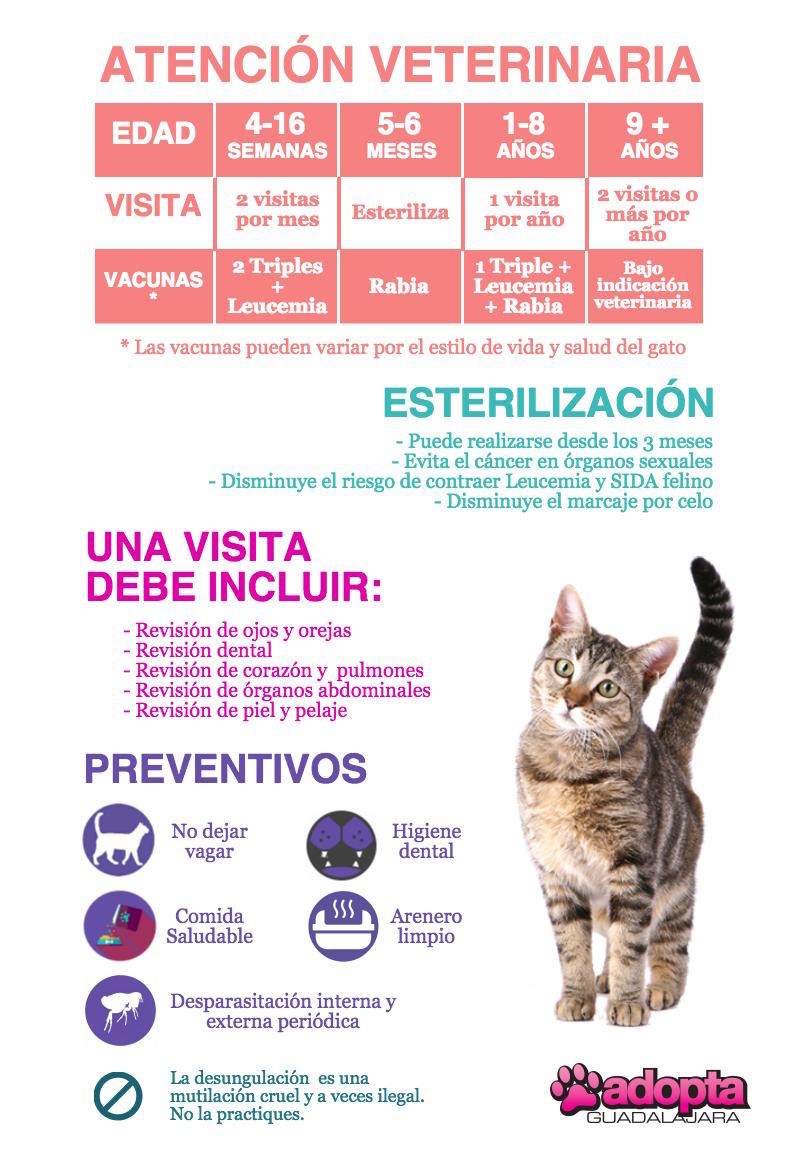 ATENCIÓN VETERINARIA
EDAD
4-16
SEMANAS
5-6
MESES
1-8
AÑOS
9 +
AÑOS
VISITA
2 visitas
por mes
Esteriliza
1 visita
por año
2 visitas o
más por
año
VACUNAS
*
2 Triples
+
Leucemia
Rabia
1 Triple +
Leucemia
+ Rabia
Bajo
indicación
veterinaria
* Las vacunas pueden variar por el estilo de vida y salud del gato
ESTERILIZACIÓN
- Puede realizarse desde los 3 meses
- Evita el cáncer en órganos sexuales
- Disminuye el riesgo de contraer Leucemia y SIDA felino
- Disminuye el marcaje por celo
UNA VISITA
DEBE INCLUIR:
- Revisión de ojos y orejas
- Revisión dental
- Revisión de corazón y pulmones
- Revisión de órganos abdominales
- Revisión de piel y pelaje
PREVENTIVOS
No dejar
vagar
Higiene
dental
Comida
Saludable
Arenero
limpio
Desparasitación interna y
externa periódica
La desungulación es una
mutilación cruel y a veces ilegal.
No la practiques.
adopta
GUADALAJARA